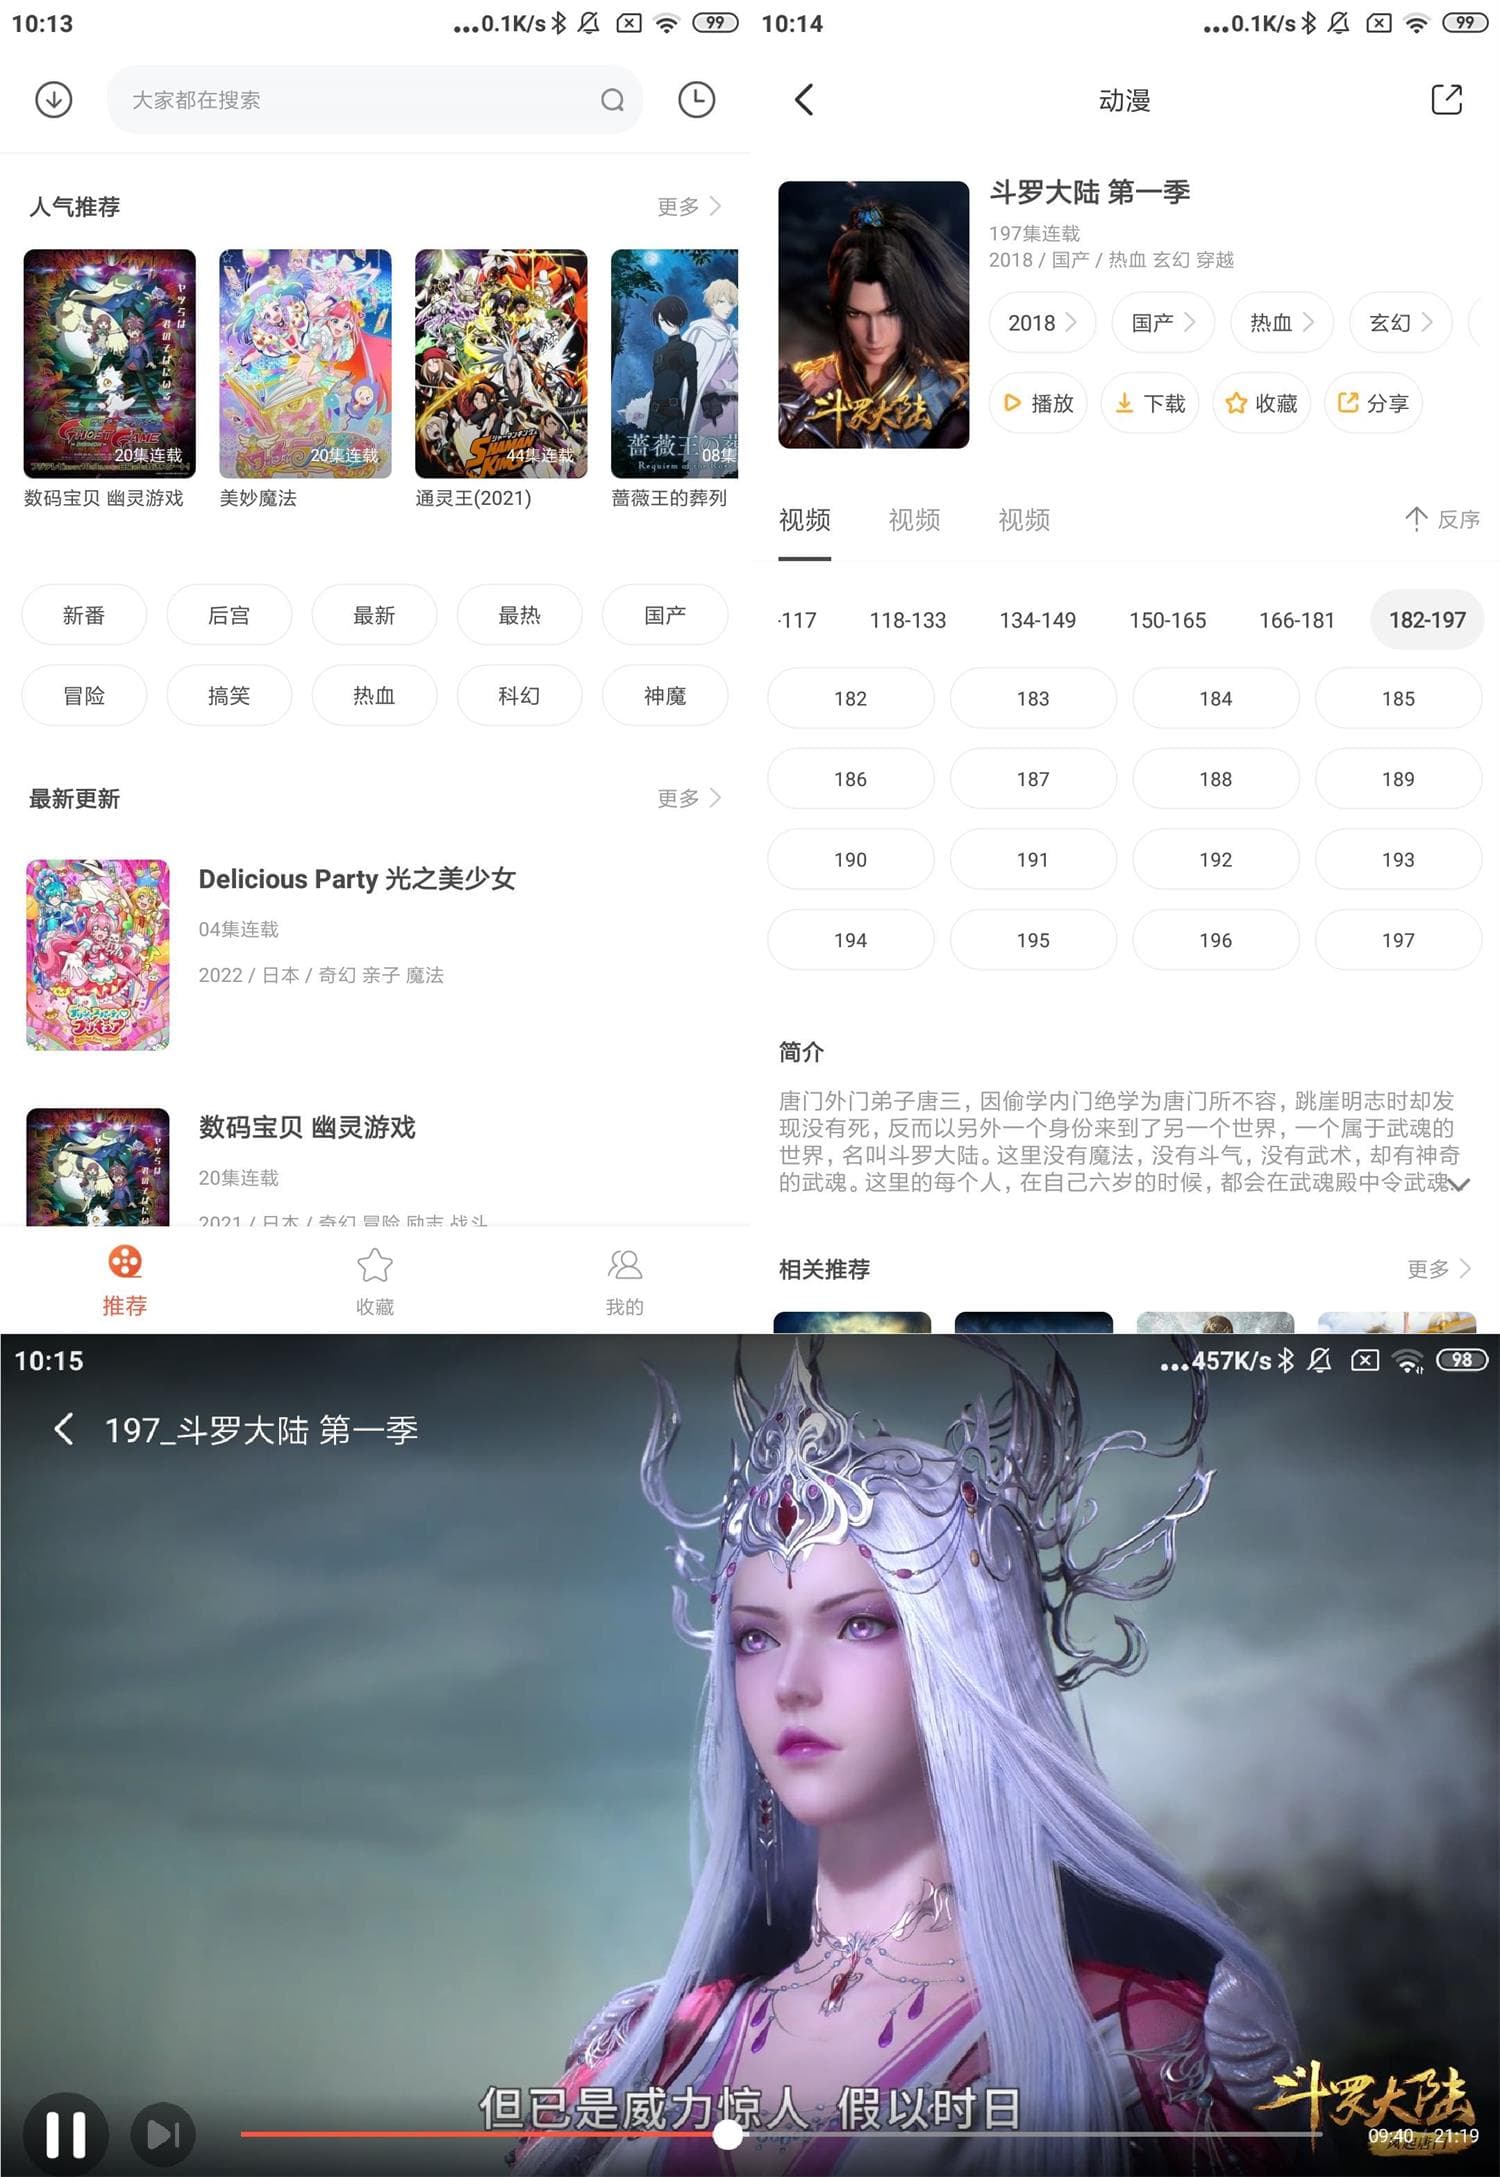 10:13
...0.1K/s
99
大家都在搜索
人气推荐
更多
GHOST GAME
20集连载
20集连载
SHAMAN KING
44集连载
08集
数码宝贝 幽灵游戏
美妙魔法
通灵王(2021)
蔷薇王的葬列
新番
后宫
最新
最热
国产
冒险
搞笑
热血
科幻
神魔
最新更新
更多
Delicious Party 光之美少女
04集连载
2022 / 日本 / 奇幻 亲子 魔法
数码宝贝 幽灵游戏
20集连载
2021 / 日本 / 奇幻 冒险 励志 战斗
推荐
收藏
我的
10:14
...0.1K/s
99
动漫
斗罗大陆
斗罗大陆 第一季
197集连载
2018 / 国产 / 热血 玄幻 穿越
2018
国产
热血
玄幻
播放
下载
收藏
分享
视频
视频
视频
反序
-117
118-133
134-149
150-165
166-181
182-197
182
183
184
185
186
187
188
189
190
191
192
193
194
195
196
197
简介
唐门外门弟子唐三，因偷学内门绝学为唐门所不容，跳崖明志时却发
现没有死，反而以另外一个身份来到了另一个世界，一个属于武魂的
世界，名叫斗罗大陆。这里没有魔法，没有斗气，没有武术，却有神奇
的武魂。这里的每个人，在自己六岁的时候，都会在武魂殿中令武魂...
相关推荐
更多
10:15
...457K/s
98
197_斗罗大陆 第一季
但已是威力惊人 假以时日
斗罗大陆
09:40 / 21:19